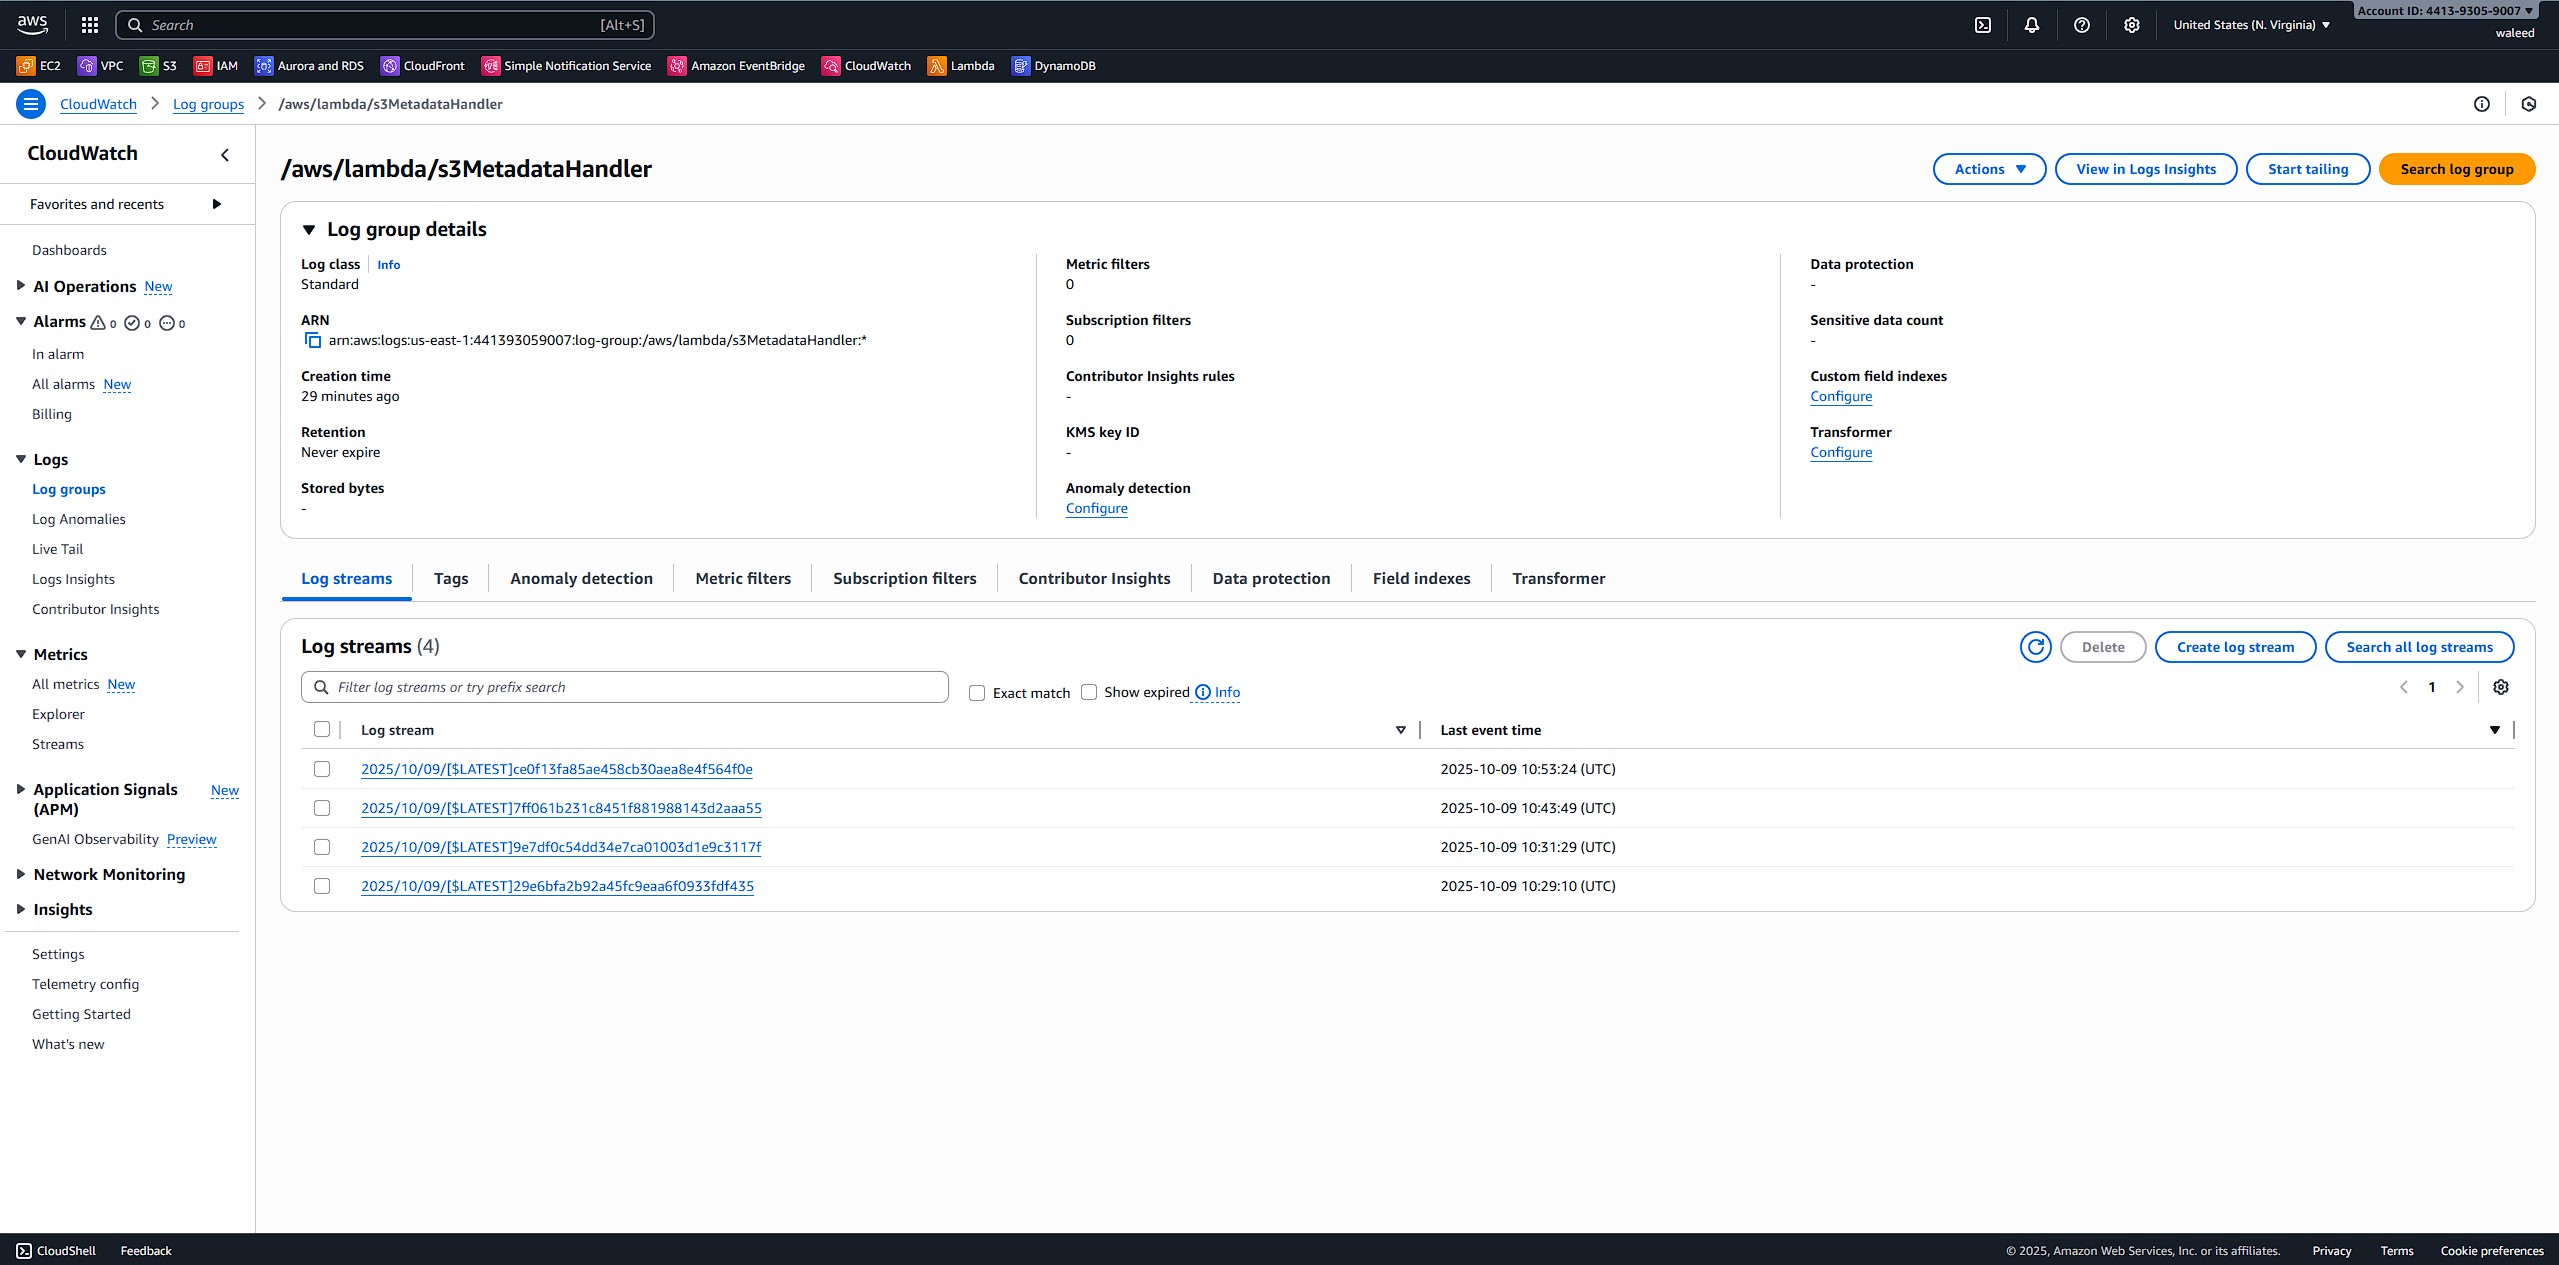 aws
Search [Alt+S]
United States (N. Virginia)
Account ID: 4413-9305-9007
waleed
EC2 VPC S3 IAM Aurora and RDS CloudFront Simple Notification Service Amazon EventBridge CloudWatch Lambda DynamoDB
CloudWatch Log groups /aws/lambda/s3MetadataHandler
CloudWatch
Favorites and recents
Dashboards
AI Operations New
Alarms 0 0 0
In alarm
All alarms New
Billing
Logs
Log groups
Log Anomalies
Live Tail
Logs Insights
Contributor Insights
Metrics
All metrics New
Explorer
Streams
Application Signals (APM) New
GenAI Observability Preview
Network Monitoring
Insights
Settings
Telemetry config
Getting Started
What's new
/aws/lambda/s3MetadataHandler
Actions View in Logs Insights Start tailing Search log group
Log group details
Log class Info
Standard
ARN
arn:aws:logs:us-east-1:441393059007:log-group:/aws/lambda/s3MetadataHandler:*
Creation time
29 minutes ago
Retention
Never expire
Stored bytes
-
Metric filters
0
Subscription filters
0
Contributor Insights rules
-
KMS key ID
-
Anomaly detection
Configure
Data protection
-
Sensitive data count
-
Custom field indexes
Configure
Transformer
Configure
Log streams Tags Anomaly detection Metric filters Subscription filters Contributor Insights Data protection Field indexes Transformer
Log streams (4)
Delete Create log stream Search all log streams
Filter log streams or try prefix search Exact match Show expired Info 1
Log stream Last event time
2025/10/09/[$LATEST]ce0f13fa85ae458cb30aea8e4f564f0e 2025-10-09 10:53:24 (UTC)
2025/10/09/[$LATEST]7ff061b231c8451f881988143d2aaa55 2025-10-09 10:43:49 (UTC)
2025/10/09/[$LATEST]9e7df0c54dd34e7ca01003d1e9c3117f 2025-10-09 10:31:29 (UTC)
2025/10/09/[$LATEST]29e6bfa2b92a45fc9eaa6f0933fdf435 2025-10-09 10:29:10 (UTC)
CloudShell Feedback
© 2025, Amazon Web Services, Inc. or its affiliates. Privacy Terms Cookie preferences